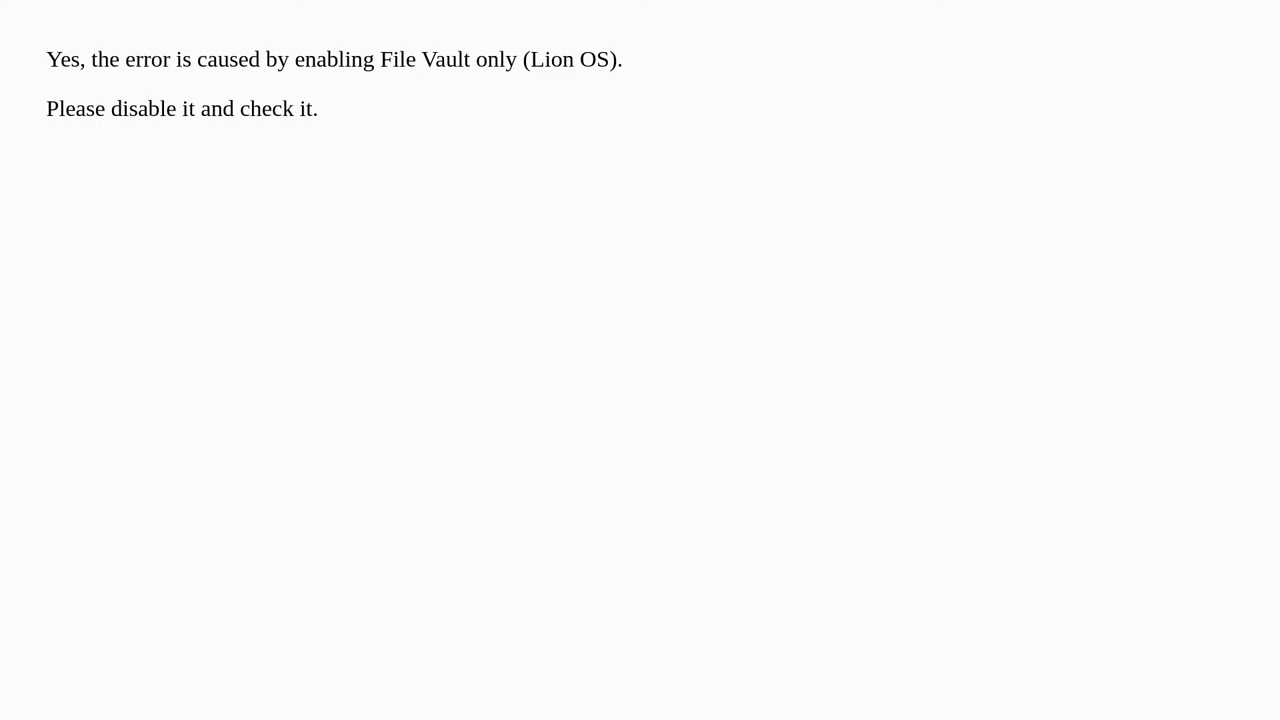 Yes, the error is caused by enabling File Vault only (Lion OS).
Please disable it and check it.